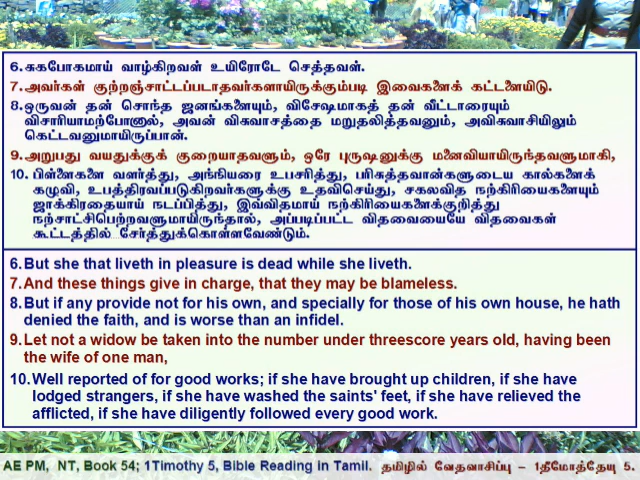 6. சுகபோகமாய் வாழ்கிறவள் உயிரோடே செத்தவள்.
7. அவர்கள் குற்றஞ்சாட்டப்படாதவர்களாயிருக்கும்படி இவைகளைக் கட்டளையிடு.
8. ஒருவன் தன் சொந்த ஜனங்களையும், விசேஷமாகத் தன் வீட்டாரையும்
விசாரியாமற்போனால், அவன் விசுவாசத்தை மறுதலித்தவனும், அவிசுவாசியிலும்
கெட்டவனுமாயிருப்பான்.
9. அறுபது வயதுக்குக் குறையாதவளும், ஒரே புருஷனுக்கு மனைவியாயிருந்தவளுமாகி,
10. பிள்ளைகளை வளர்த்து, அந்நியரை உபசரித்து, பரிசுத்தவான்களுடைய கால்களைக்
கழுவி, உபத்திரவப்படுகிறவர்களுக்கு உதவிசெய்து, சகலவித நற்கிரியைகளையும்
ஜாக்கிரதையாய் நடப்பித்து, இவ்விதமாய் நற்கிரியைகளைக்குறித்து
நற்சாட்சிபெற்றவளுமாயிருந்தால், அப்படிப்பட்ட விதவையையே விதவைகள்
கூட்டத்தில் சேர்த்துக்கொள்ளவேண்டும்.
6. But she that liveth in pleasure is dead while she liveth.
7. And these things give in charge, that they may be blameless.
8. But if any provide not for his own, and specially for those of his own house, he hath
denied the faith, and is worse than an infidel.
9. Let not a widow be taken into the number under threescore years old, having been
the wife of one man,
10. Well reported of for good works; if she have brought up children, if she have
lodged strangers, if she have washed the saints' feet, if she have relieved the
afflicted, if she have diligently followed every good work.
AE PM, NT, Book 54; 1Timothy 5, Bible Reading in Tamil. தமிழில் வேதவாசிப்பு – 1தீமோத்தேயு 5.